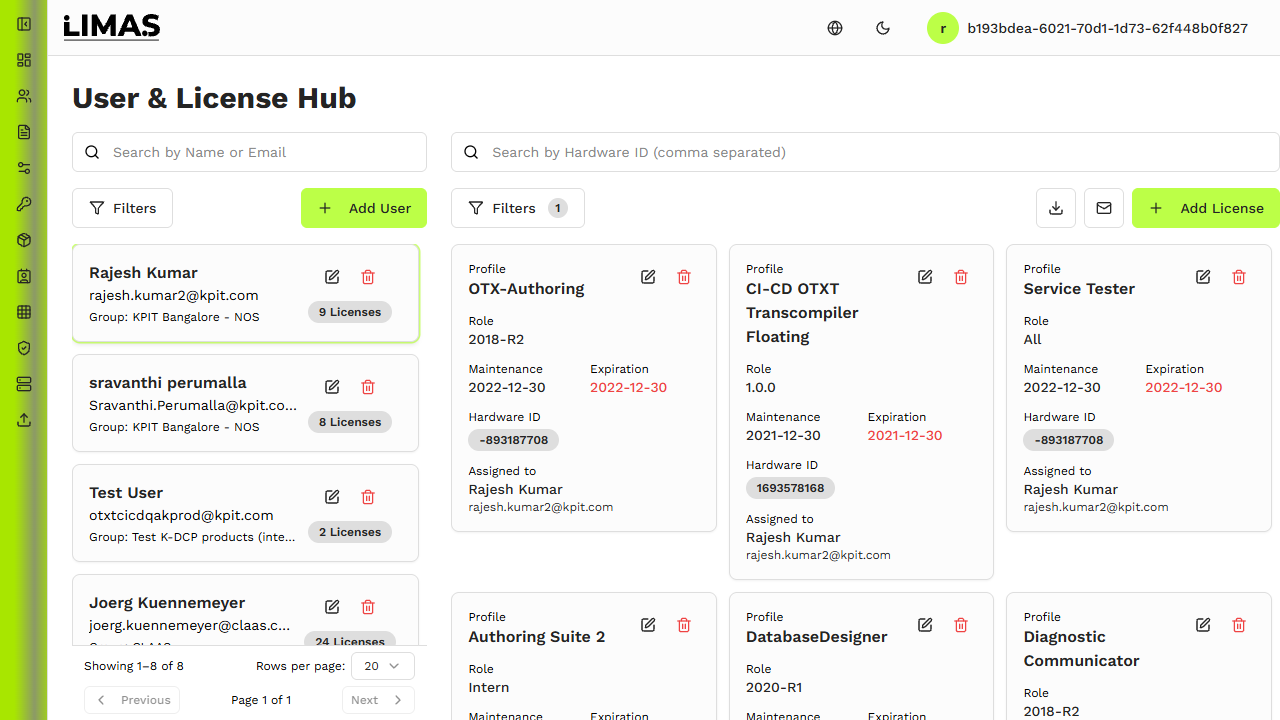 LIMAS
r
b193bdea-6021-70d1-1d73-62f448b0f827
User & License Hub
Search by Name or Email
Search by Hardware ID (comma separated)
Filters
Add User
Filters 1
Add License
Rajesh Kumar
rajesh.kumar2@kpit.com
Group: KPIT Bangalore - NOS
9 Licenses
sravanthi perumalla
Sravanthi.Perumalla@kpit.co...
Group: KPIT Bangalore - NOS
8 Licenses
Test User
otxtcicdqakprod@kpit.com
Group: Test K-DCP products (inte...
2 Licenses
Joerg Kuennemeyer
joerg.kuennemeyer@claas.c...
24 Licenses
Showing 1–8 of 8
Rows per page: 20
Previous
Page 1 of 1
Next
Profile
OTX-Authoring
Role
2018-R2
Maintenance Expiration
2022-12-30 2022-12-30
Hardware ID
-893187708
Assigned to
Rajesh Kumar
rajesh.kumar2@kpit.com
Profile
CI-CD OTXT
Transcompiler
Floating
Role
1.0.0
Maintenance Expiration
2021-12-30 2021-12-30
Hardware ID
1693578168
Assigned to
Rajesh Kumar
rajesh.kumar2@kpit.com
Profile
Service Tester
Role
All
Maintenance Expiration
2022-12-30 2022-12-30
Hardware ID
-893187708
Assigned to
Rajesh Kumar
rajesh.kumar2@kpit.com
Profile
Authoring Suite 2
Role
Intern
Maintenance Expiration
Profile
DatabaseDesigner
Role
2020-R1
Maintenance Expiration
Profile
Diagnostic
Communicator
Role
2018-R2